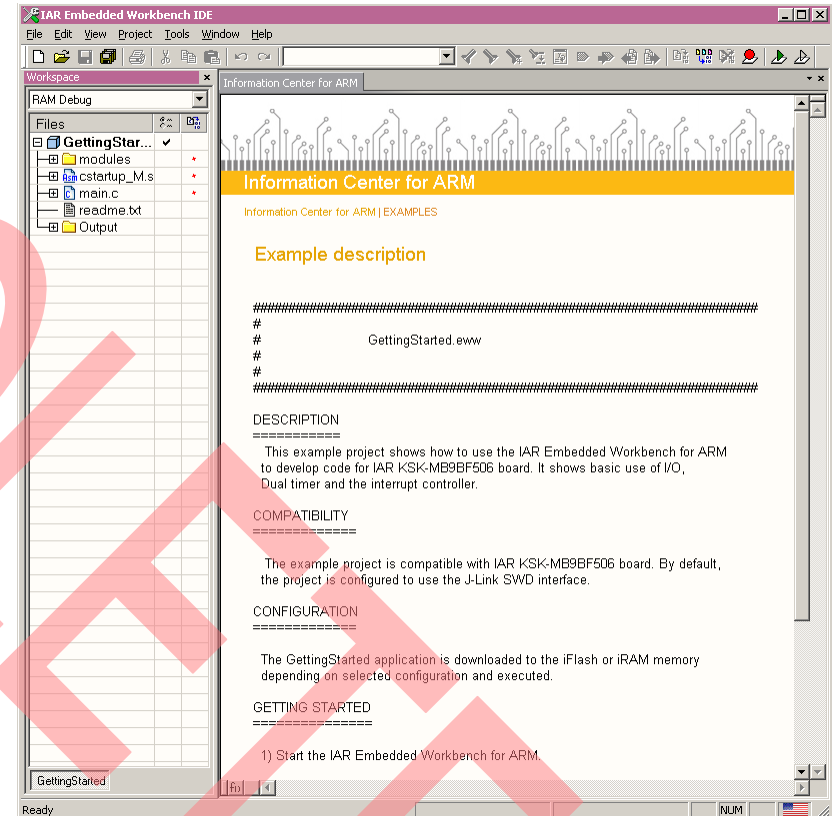 IAR Embedded Workbench IDE
File Edit View Project Tools Window Help
Workspace
Information Center for ARM
RAM Debug
Files
GettingStar...
modules
cstartup_M.s
main.c
readme.txt
Output
Information Center for ARM
Information Center for ARM | EXAMPLES
Example description
########################################################################
#
# GettingStarted.eww
#
#
########################################################################
DESCRIPTION
===========
This example project shows how to use the IAR Embedded Workbench for ARM
to develop code for IAR KSK-MB9BF506 board. It shows basic use of I/O,
Dual timer and the interrupt controller.
COMPATIBILITY
=============
The example project is compatible with IAR KSK-MB9BF506 board. By default,
the project is configured to use the J-Link SWD interface.
CONFIGURATION
=============
The GettingStarted application is downloaded to the iFlash or iRAM memory
depending on selected configuration and executed.
GETTING STARTED
===============
1) Start the IAR Embedded Workbench for ARM.
GettingStarted
Ready
NUM